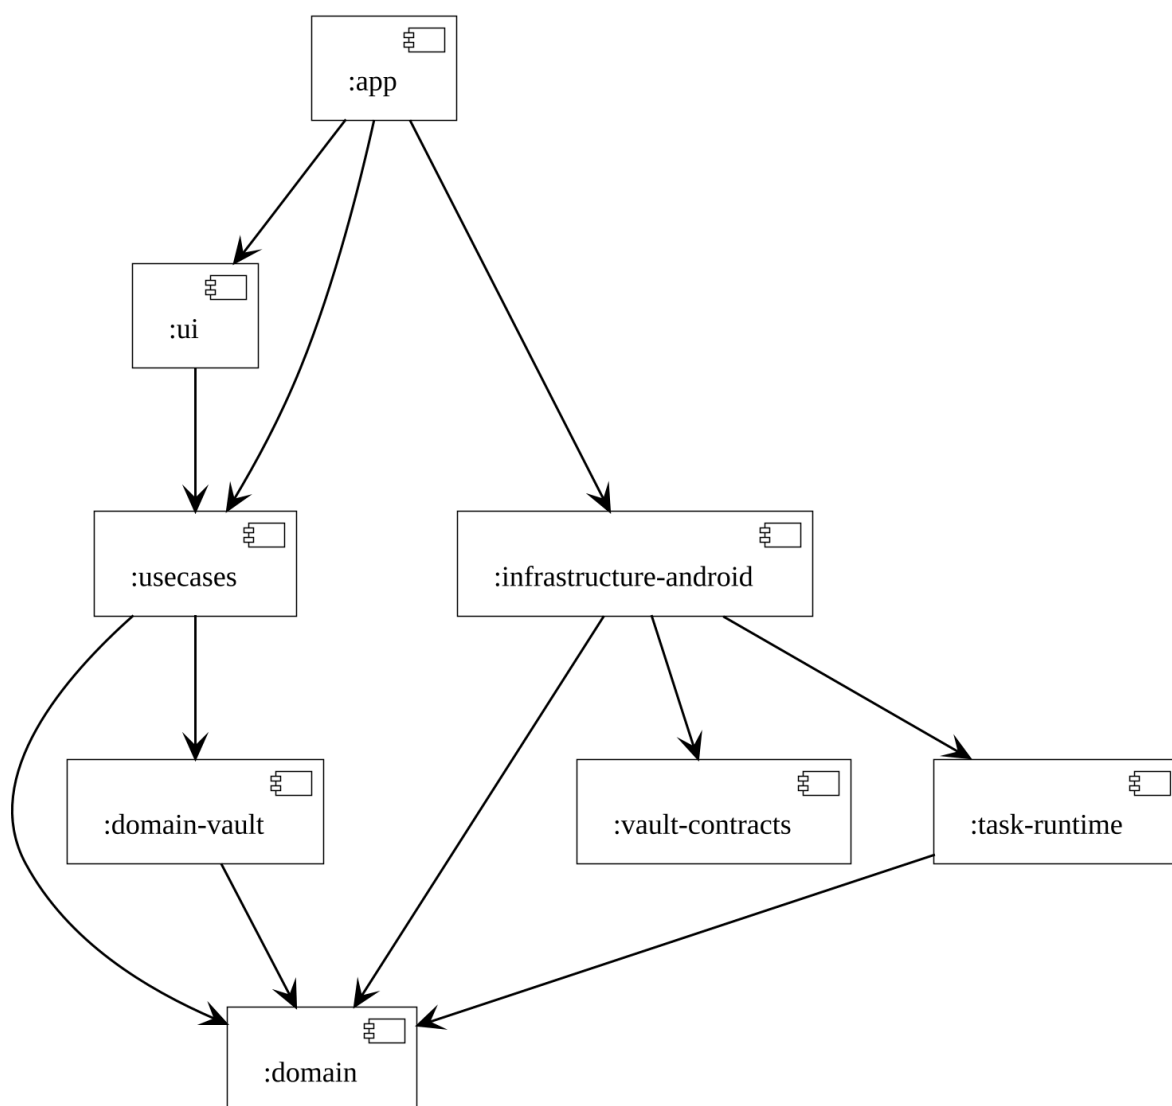 :app
:ui
:usecases
:infrastructure-android
:domain-vault
:vault-contracts
:task-runtime
:domain